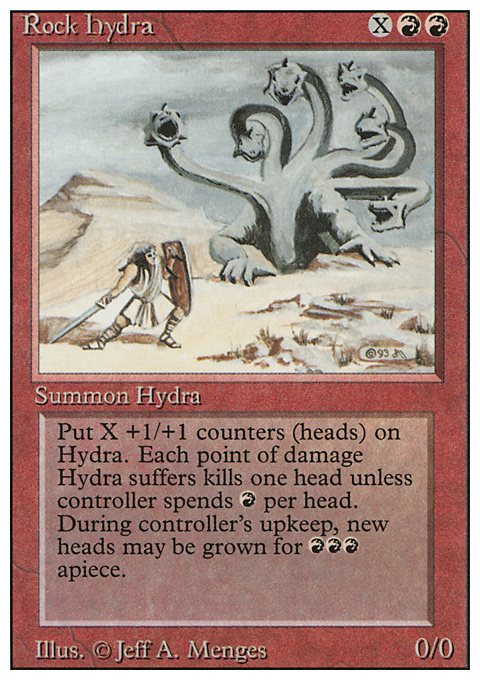 Rock Hydra X
Put X +1/+1 counters (heads) on
Hydra. Each point of damage
Hydra suffers kills one head unless
controller spends per head.
During controller's upkeep, new
heads may be grown for
apiece.
Summon Hydra
©93
Illus. © Jeff A. Menges 0/0